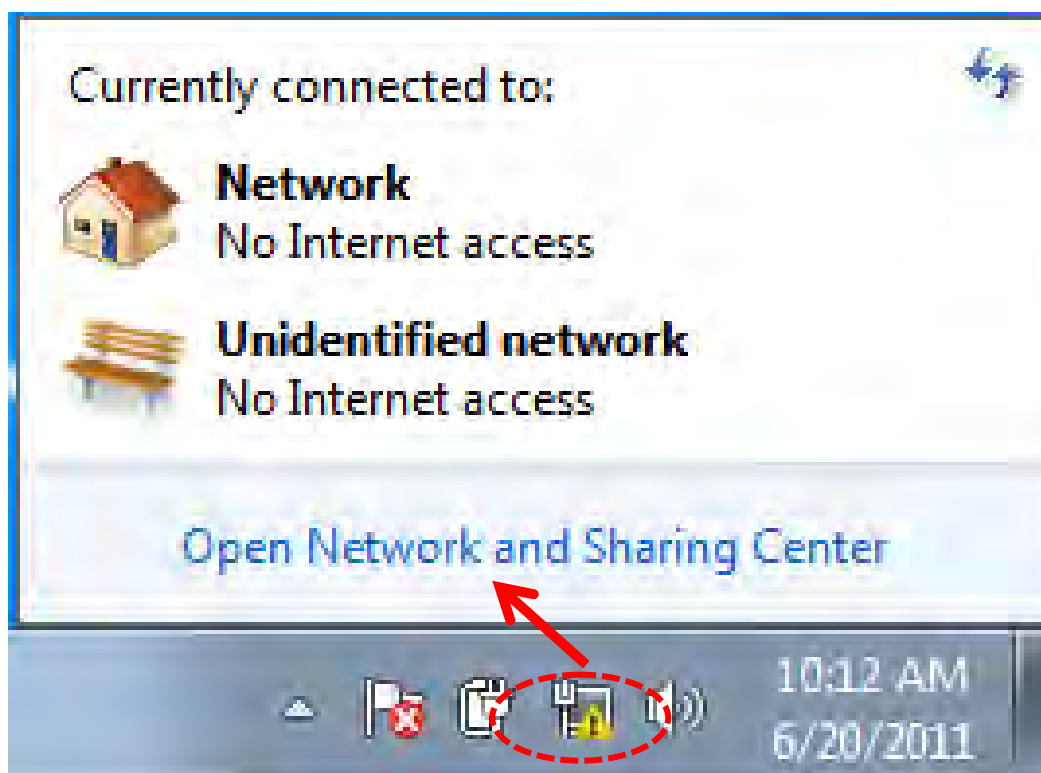 Currently connected to:
Network
No Internet access
Unidentified network
No Internet access
Open Network and Sharing Center
10:12 AM
6/20/2011